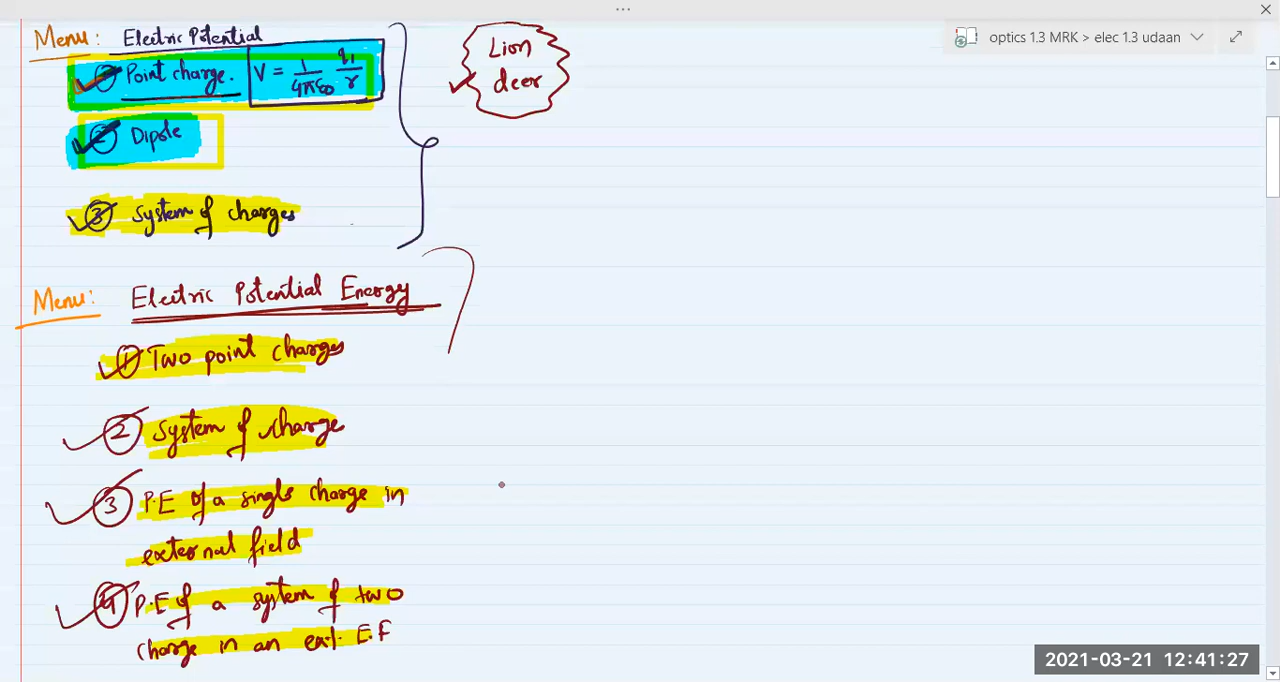 optics 1.3 MRK > elec 1.3 udaan
Menu: Electric Potential
① Point charge. V = 1/4πε₀ q₁/r
② Dipole
③ System of charges
Lion
deer
Menu: Electric Potential Energy
① Two point charges
② System of charge
③ P.E of a single charge in
external field
④ P.E of a system of two
charge in an ext. E.F
2021-03-21 12:41:27